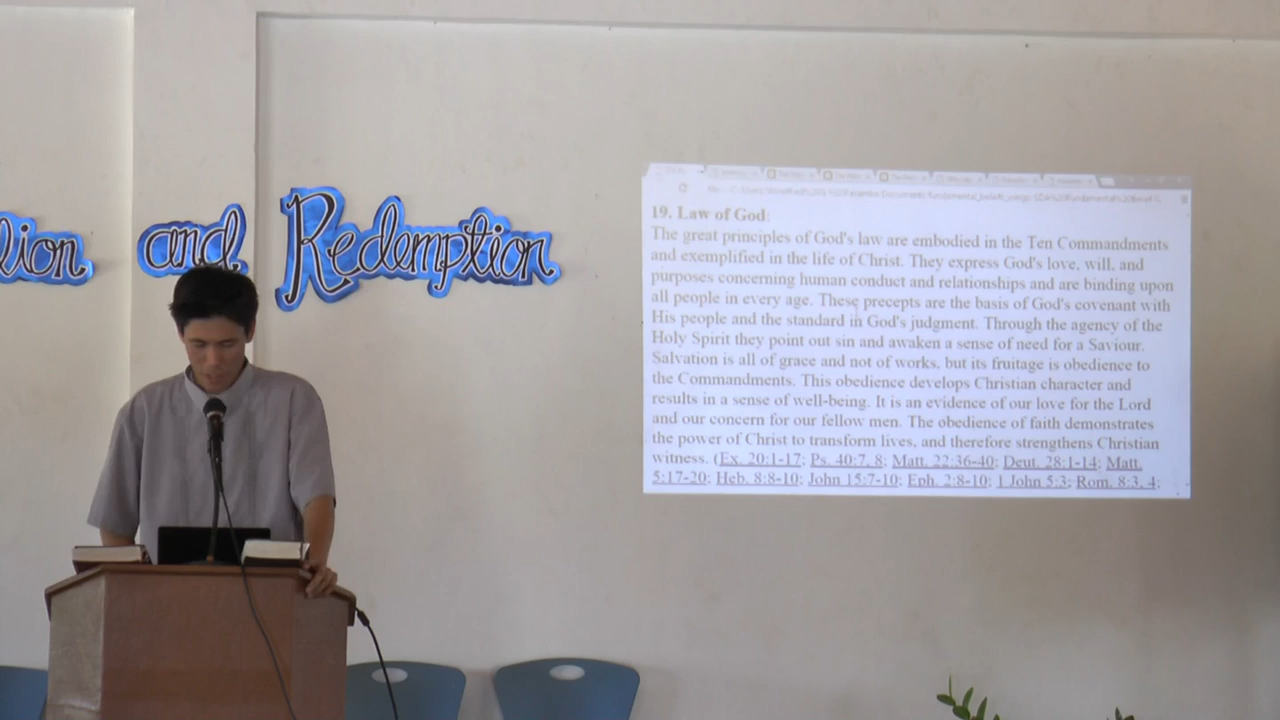 lion and Redemption
19. Law of God:
The great principles of God's law are embodied in the Ten Commandments
and exemplified in the life of Christ. They express God's love, will, and
purposes concerning human conduct and relationships and are binding upon
all people in every age. These precepts are the basis of God's covenant with
His people and the standard in God's judgment. Through the agency of the
Holy Spirit they point out sin and awaken a sense of need for a Saviour.
Salvation is all of grace and not of works, but its fruitage is obedience to
the Commandments. This obedience develops Christian character and
results in a sense of well-being. It is an evidence of our love for the Lord
and our concern for our fellow men. The obedience of faith demonstrates
the power of Christ to transform lives, and therefore strengthens Christian
witness. (Ex. 20:1-17; Ps. 40:7, 8; Matt. 22:36-40; Deut. 28:1-14; Matt.
5:17-20; Heb. 8:8-10; John 15:7-10; Eph. 2:8-10; 1 John 5:3; Rom. 8:3, 4;